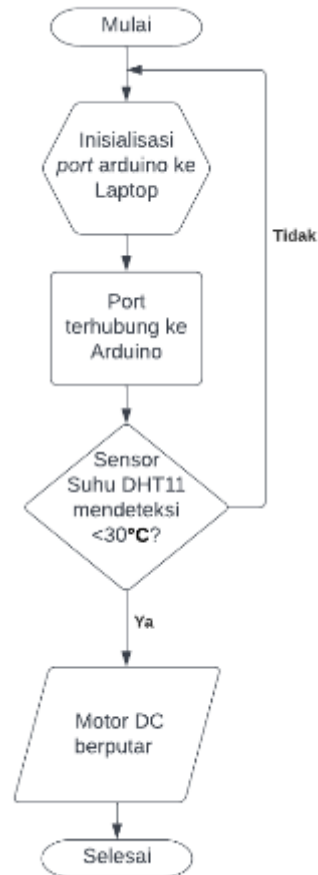 Mulai
Inisialisasi
port arduino ke
Laptop
Tidak
Port
terhubung ke
Arduino
Sensor
Suhu DHT11
mendeteksi
<30°C?
Ya
Motor DC
berputar
Selesai